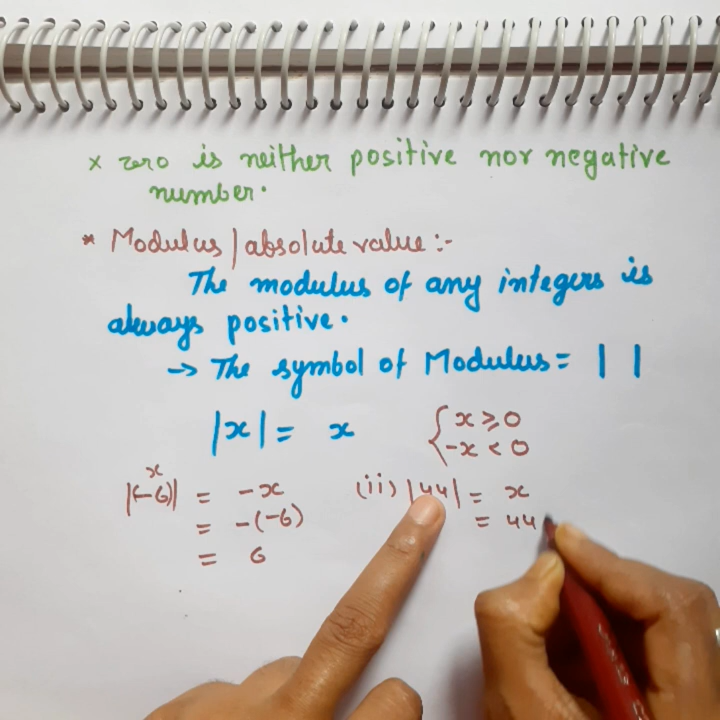 × zero is neither positive nor negative
number.
* Modulus | absolute value :-
The modulus of any integers is
always positive.
→ The symbol of Modulus = | |
|x| = x { x ≥ 0
-x < 0
x
|(-6)| = -x
= -(-6)
= 6
(ii) |44| = x
= 44